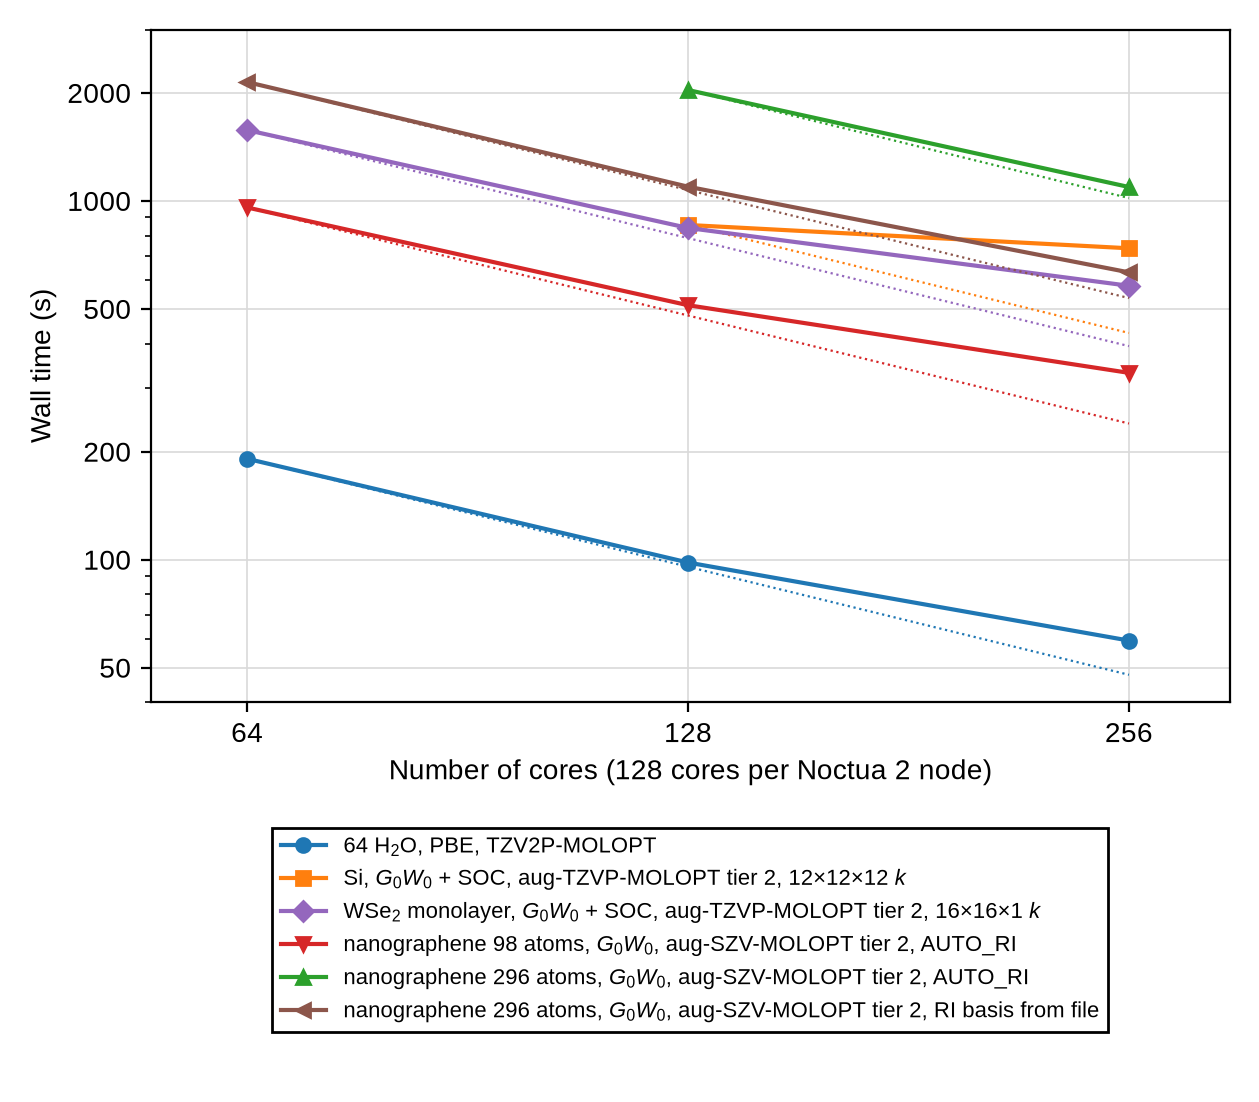 2000
1000
500
200
100
50
Wall time (s)
64
128
256
Number of cores (128 cores per Noctua 2 node)
64 H₂O, PBE, TZV2P-MOLOPT
Si, G₀W₀ + SOC, aug-TZVP-MOLOPT tier 2, 12×12×12 k
WSe₂ monolayer, G₀W₀ + SOC, aug-TZVP-MOLOPT tier 2, 16×16×1 k
nanographene 98 atoms, G₀W₀, aug-SZV-MOLOPT tier 2, AUTO_RI
nanographene 296 atoms, G₀W₀, aug-SZV-MOLOPT tier 2, AUTO_RI
nanographene 296 atoms, G₀W₀, aug-SZV-MOLOPT tier 2, RI basis from file